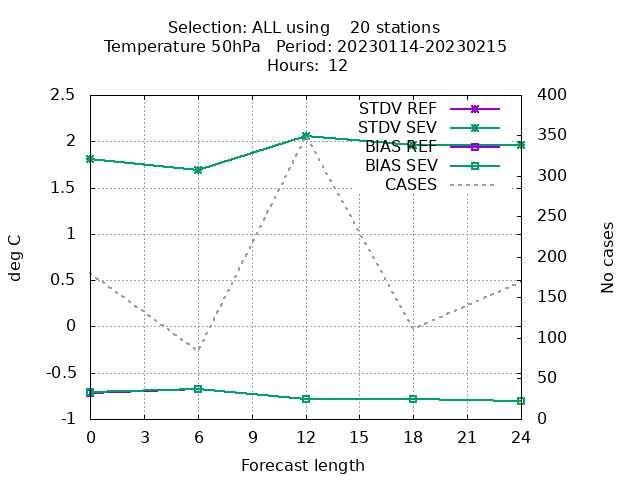 Selection: ALL using    20 stations
Temperature 50hPa   Period: 20230114-20230215
Hours: 12
STDV REF
STDV SEV
BIAS REF
BIAS SEV
CASES
2.5
2
1.5
1
0.5
0
-0.5
-1
400
350
300
250
200
150
100
50
0
deg C
No cases
0 3 6 9 12 15 18 21 24
Forecast length